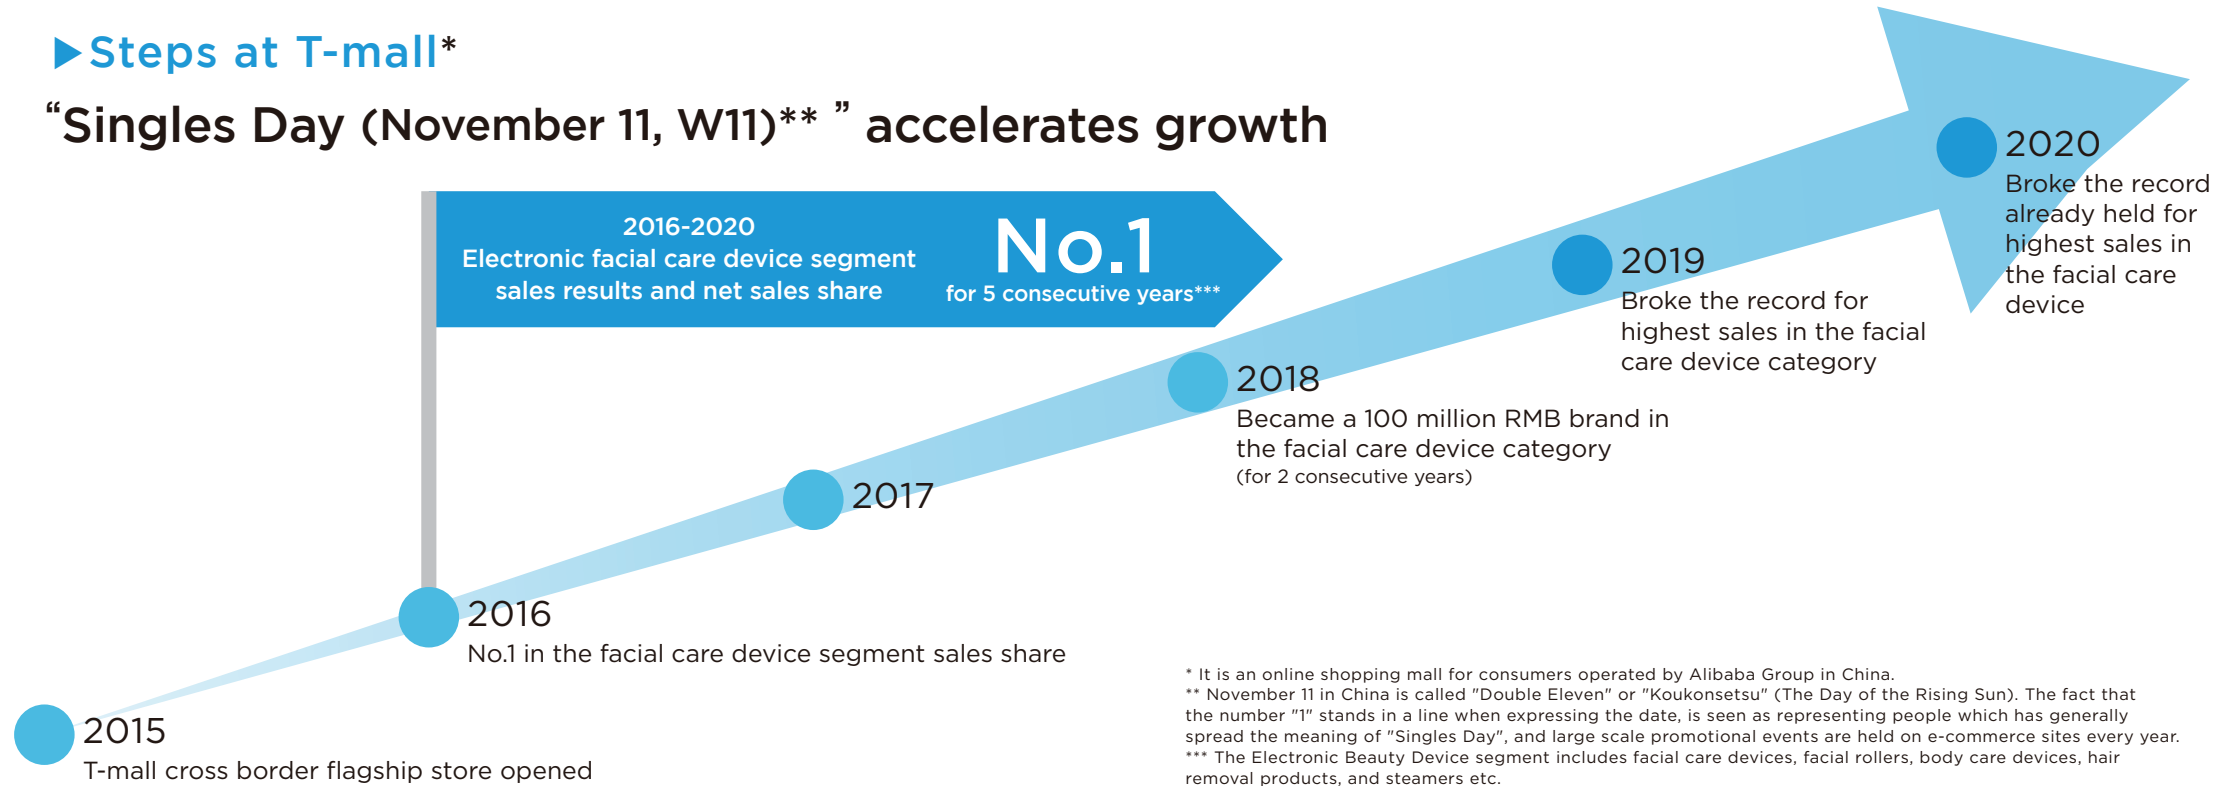 Steps at T-mall*
“Singles Day (November 11, W11)** ” accelerates growth
2016-2020
Electronic facial care device segment
sales results and net sales share
No.1
for 5 consecutive years***
2020
Broke the record
already held for
highest sales in
the facial care
device
2019
Broke the record for
highest sales in the facial
care device category
2018
Became a 100 million RMB brand in
the facial care device category
(for 2 consecutive years)
2017
2016
No.1 in the facial care device segment sales share
2015
T-mall cross border flagship store opened
* It is an online shopping mall for consumers operated by Alibaba Group in China.
** November 11 in China is called "Double Eleven" or "Koukonsetsu" (The Day of the Rising Sun). The fact that
the number "1" stands in a line when expressing the date, is seen as representing people which has generally
spread the meaning of "Singles Day", and large scale promotional events are held on e-commerce sites every year.
*** The Electronic Beauty Device segment includes facial care devices, facial rollers, body care devices, hair
removal products, and steamers etc.